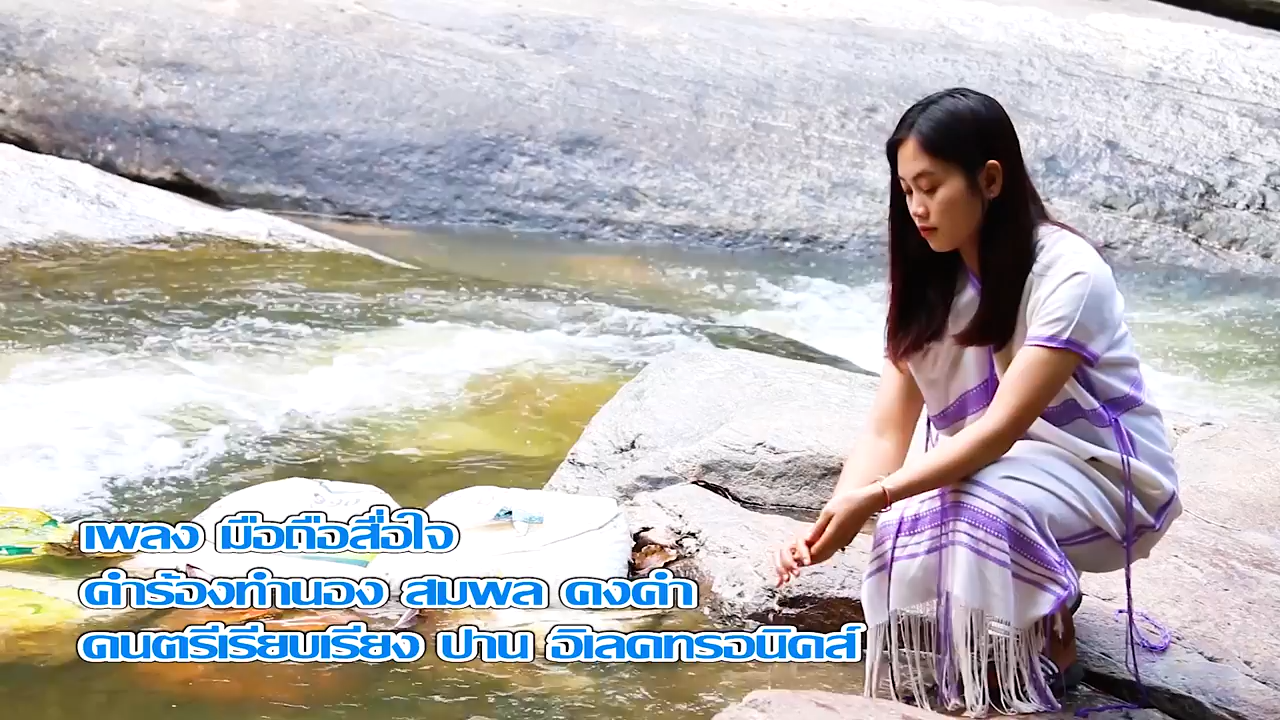 เพลง มือถือสื่อใจ
คำร้องทำนอง สมพล คงคำ
ดนตรีเรียบเรียง ปาน อิเลคทรอนิคส์